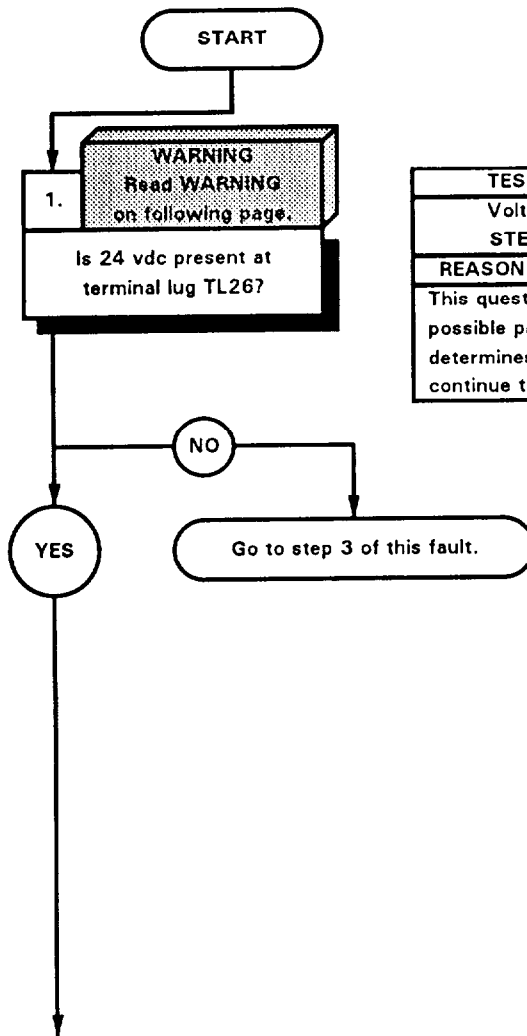 START
1.
WARNING
Read WARNING
on following page.
Is 24 vdc present at
terminal lug TL26?
TES
Volt
STE
REASON
This quest
possible pa
determines
continue t
NO
YES
Go to step 3 of this fault.